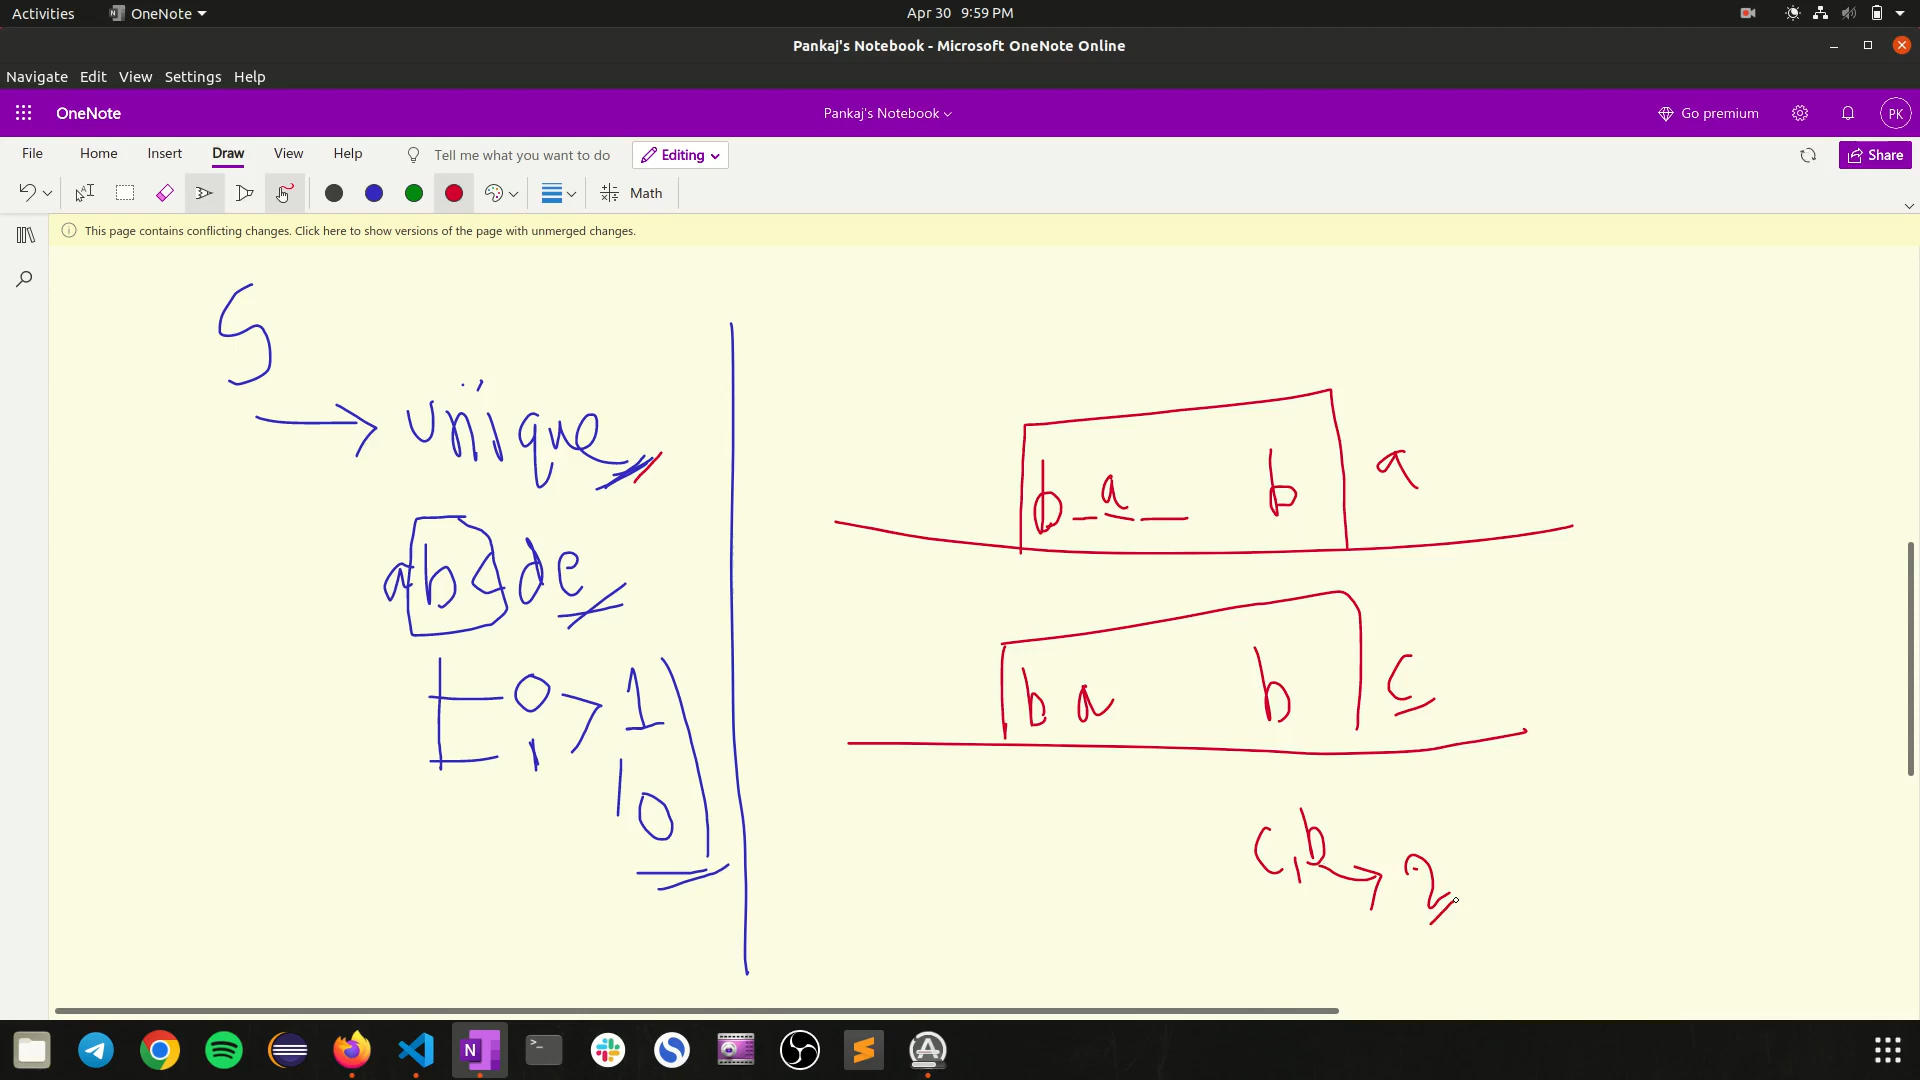 Activities OneNote Apr 30 9:59 PM
Pankaj's Notebook - Microsoft OneNote Online
Navigate Edit View Settings Help
OneNote Pankaj's Notebook Go premium PK
File Home Insert Draw View Help Tell me what you want to do Editing Share
Math
This page contains conflicting changes. Click here to show versions of the page with unmerged changes.
S
unique
abcde
0 1
1
10
b a b a
b a b c
c, b 2